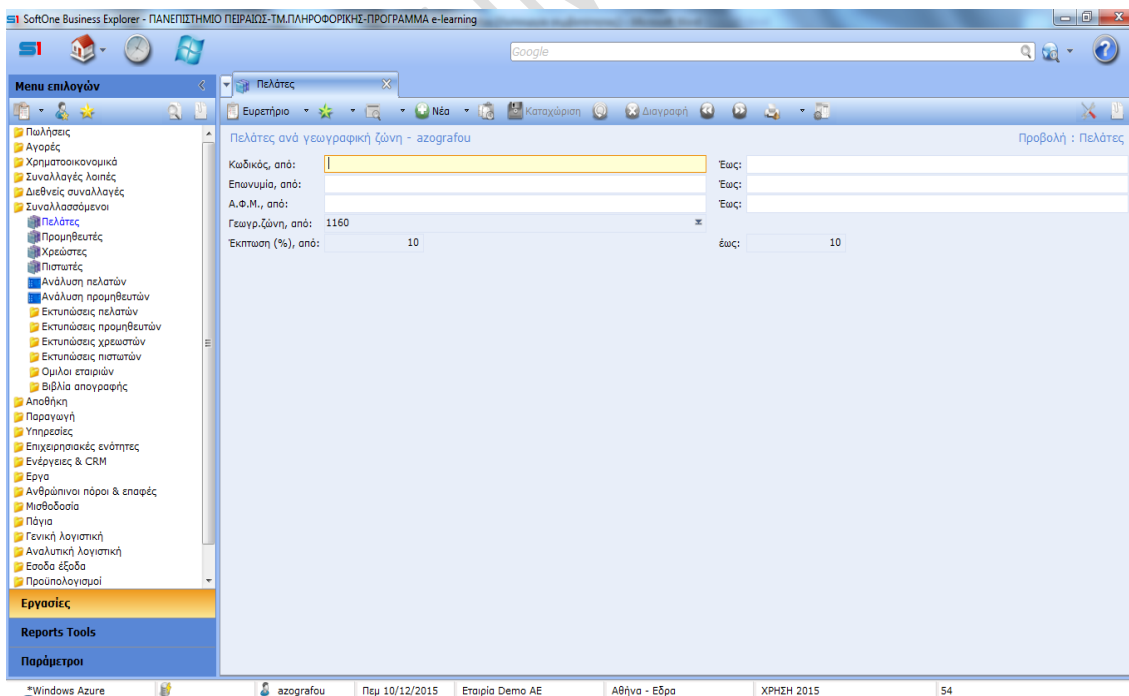 S1 SoftOne Business Explorer - ΠΑΝΕΠΙΣΤΗΜΙΟ ΠΕΙΡΑΙΩΣ-ΤΜ.ΠΛΗΡΟΦΟΡΙΚΗΣ-ΠΡΟΓΡΑΜΜΑ e-learning
S1
Google
Menu επιλογών
Πελάτες
Ευρετήριο
Νέα
Καταχώριση
Διαγραφή
Πελάτες ανά γεωγραφική ζώνη - azografou
Προβολή : Πελάτες
Κωδικός, από:
Έως:
Επωνυμία, από:
Έως:
Α.Φ.Μ., από:
Έως:
Γεωγρ.ζώνη, από: 1160
Έκπτωση (%), από: 10
έως: 10
Πωλήσεις
Αγορές
Χρηματοοικονομικά
Συναλλαγές λοιπές
Διεθνείς συναλλαγές
Συναλλασσόμενοι
Πελάτες
Προμηθευτές
Χρεώστες
Πιστωτές
Ανάλυση πελατών
Ανάλυση προμηθευτών
Εκτυπώσεις πελατών
Εκτυπώσεις προμηθευτών
Εκτυπώσεις χρεωστών
Εκτυπώσεις πιστωτών
Ομιλοι εταιριών
Βιβλία απογραφής
Αποθήκη
Παραγωγή
Υπηρεσίες
Επιχειρησιακές ενότητες
Ενέργειες & CRM
Εργα
Ανθρώπινοι πόροι & επαφές
Μισθοδοσία
Πάγια
Γενική λογιστική
Αναλυτική λογιστική
Εσοδα έξοδα
Προϋπολογισμοί
Εργασίες
Reports Tools
Παράμετροι
*Windows Azure
azografou
Πεμ 10/12/2015
Εταιρία Demo ΑΕ
Αθήνα - Εδρα
ΧΡΗΣΗ 2015
54